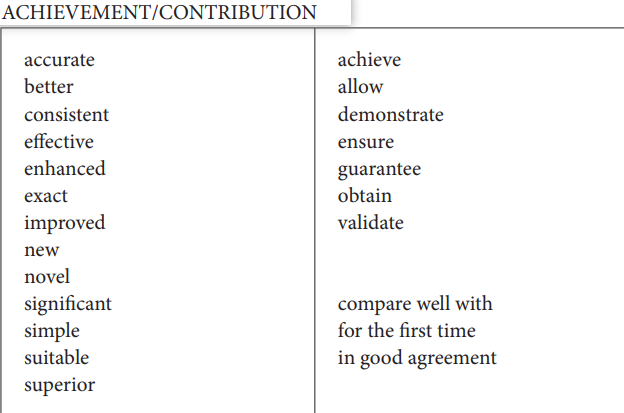 ACHIEVEMENT/CONTRIBUTION
accurate
better
consistent
effective
enhanced
exact
improved
new
novel
significant
simple
suitable
superior
achieve
allow
demonstrate
ensure
guarantee
obtain
validate
compare well with
for the first time
in good agreement